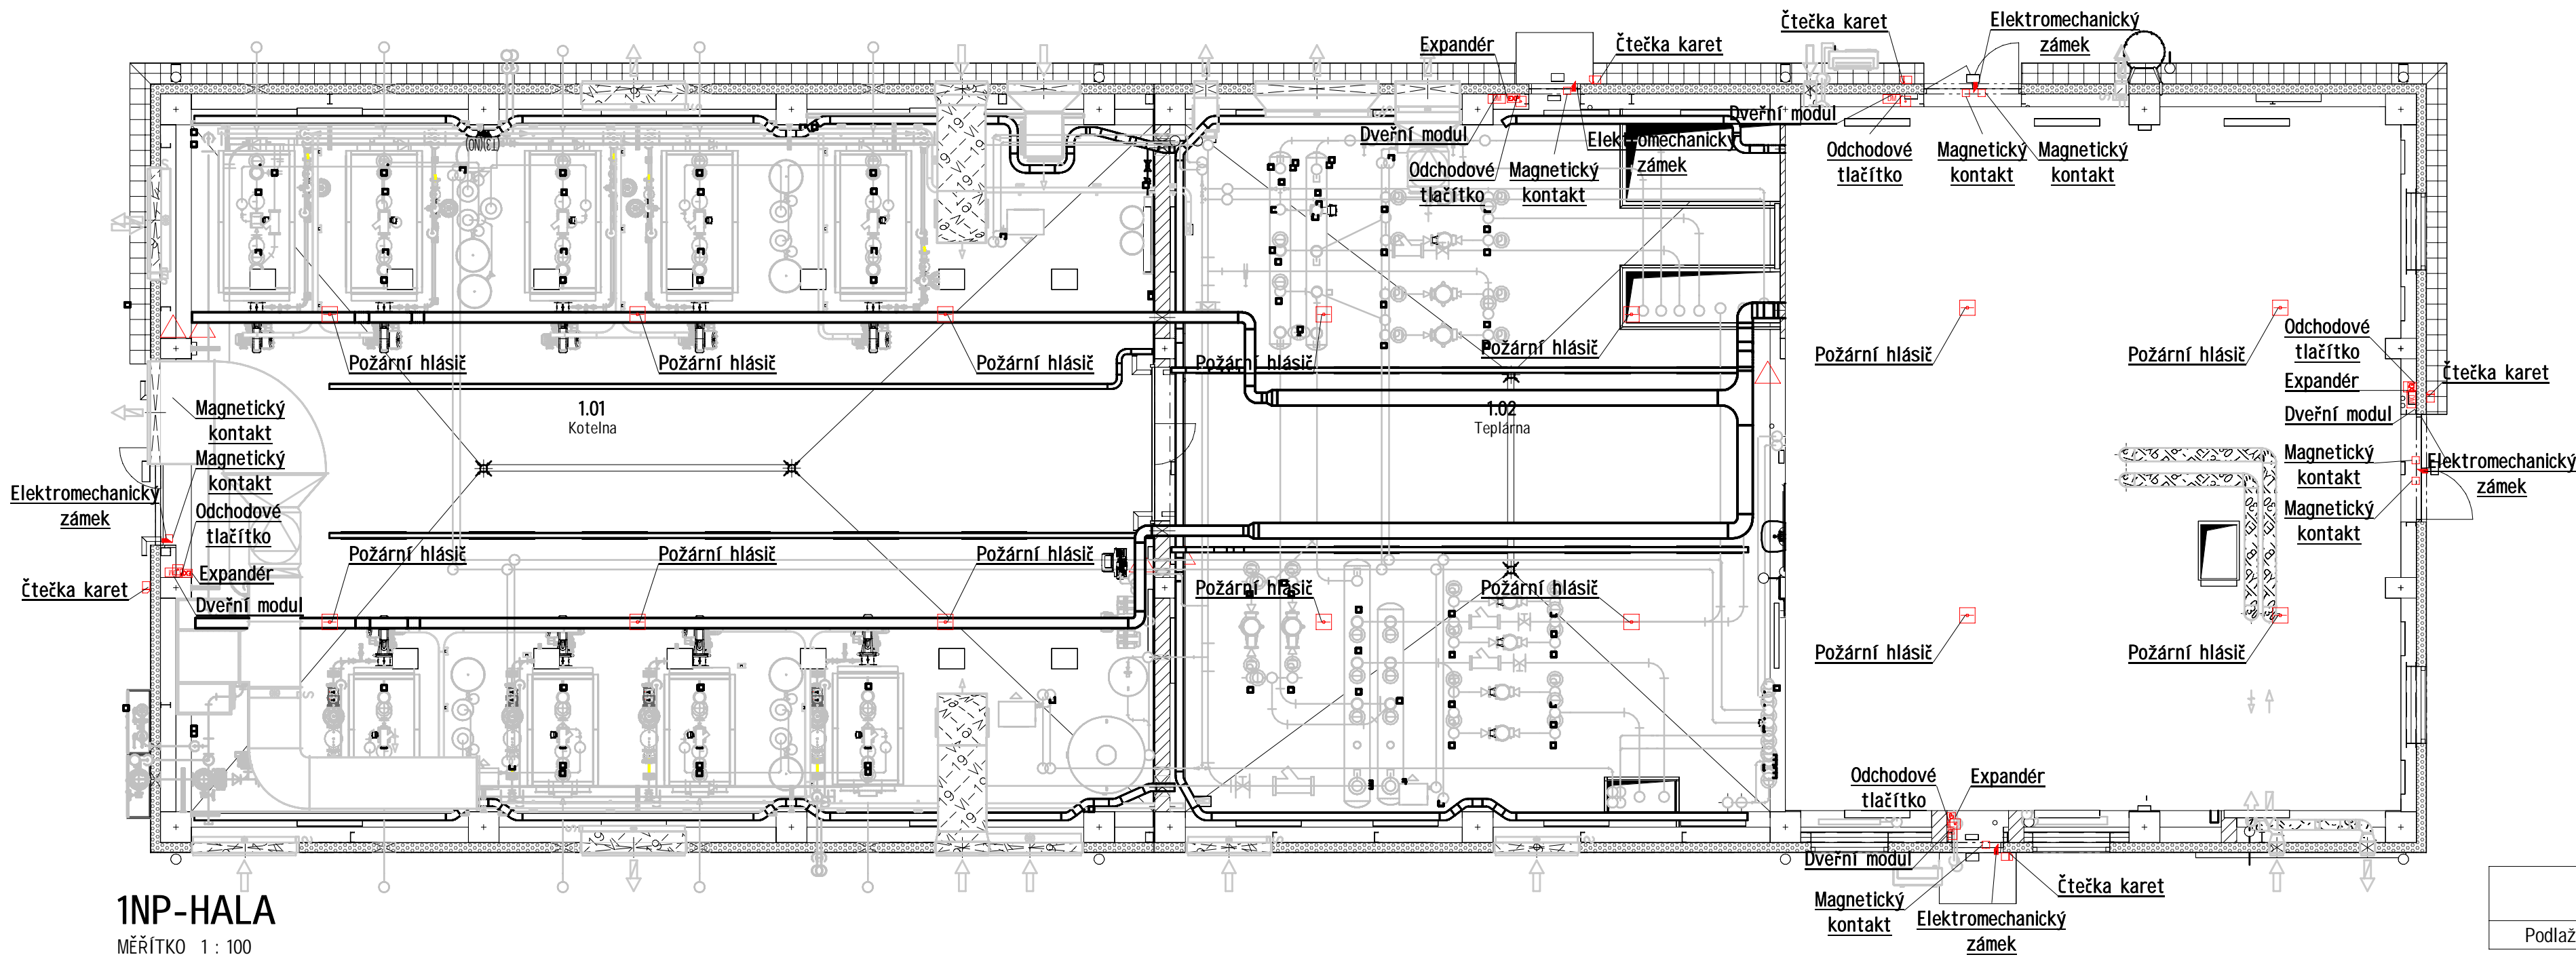 Čtečka karet
Elektromechanický
zámek
Expandér
Čtečka karet
Dveřní modul
Dveřní modul
Elektromechanický
zámek
Odchodové
tlačítko
Magnetický
kontakt
Odchodové
tlačítko
Magnetický
kontakt
Magnetický
kontakt
Požární hlásič
Požární hlásič
Požární hlásič
Požární hlásič
Požární hlásič
Požární hlásič
Požární hlásič
Odchodové
tlačítko
Expandér
Čtečka karet
Dveřní modul
Magnetický
kontakt
Elektromechanický
zámek
Magnetický
kontakt
1.01
Kotelna
1.02
Teplárna
Magnetický
kontakt
Magnetický
kontakt
Elektromechanický
zámek
Odchodové
tlačítko
Expandér
Čtečka karet
Dveřní modul
Požární hlásič
Požární hlásič
Požární hlásič
Požární hlásič
Požární hlásič
Požární hlásič
Požární hlásič
Odchodové
tlačítko
Expandér
Dveřní modul
Čtečka karet
Magnetický
kontakt
Elektromechanický
zámek
1NP-HALA
MĚŘÍTKO 1 : 100
Podlaž